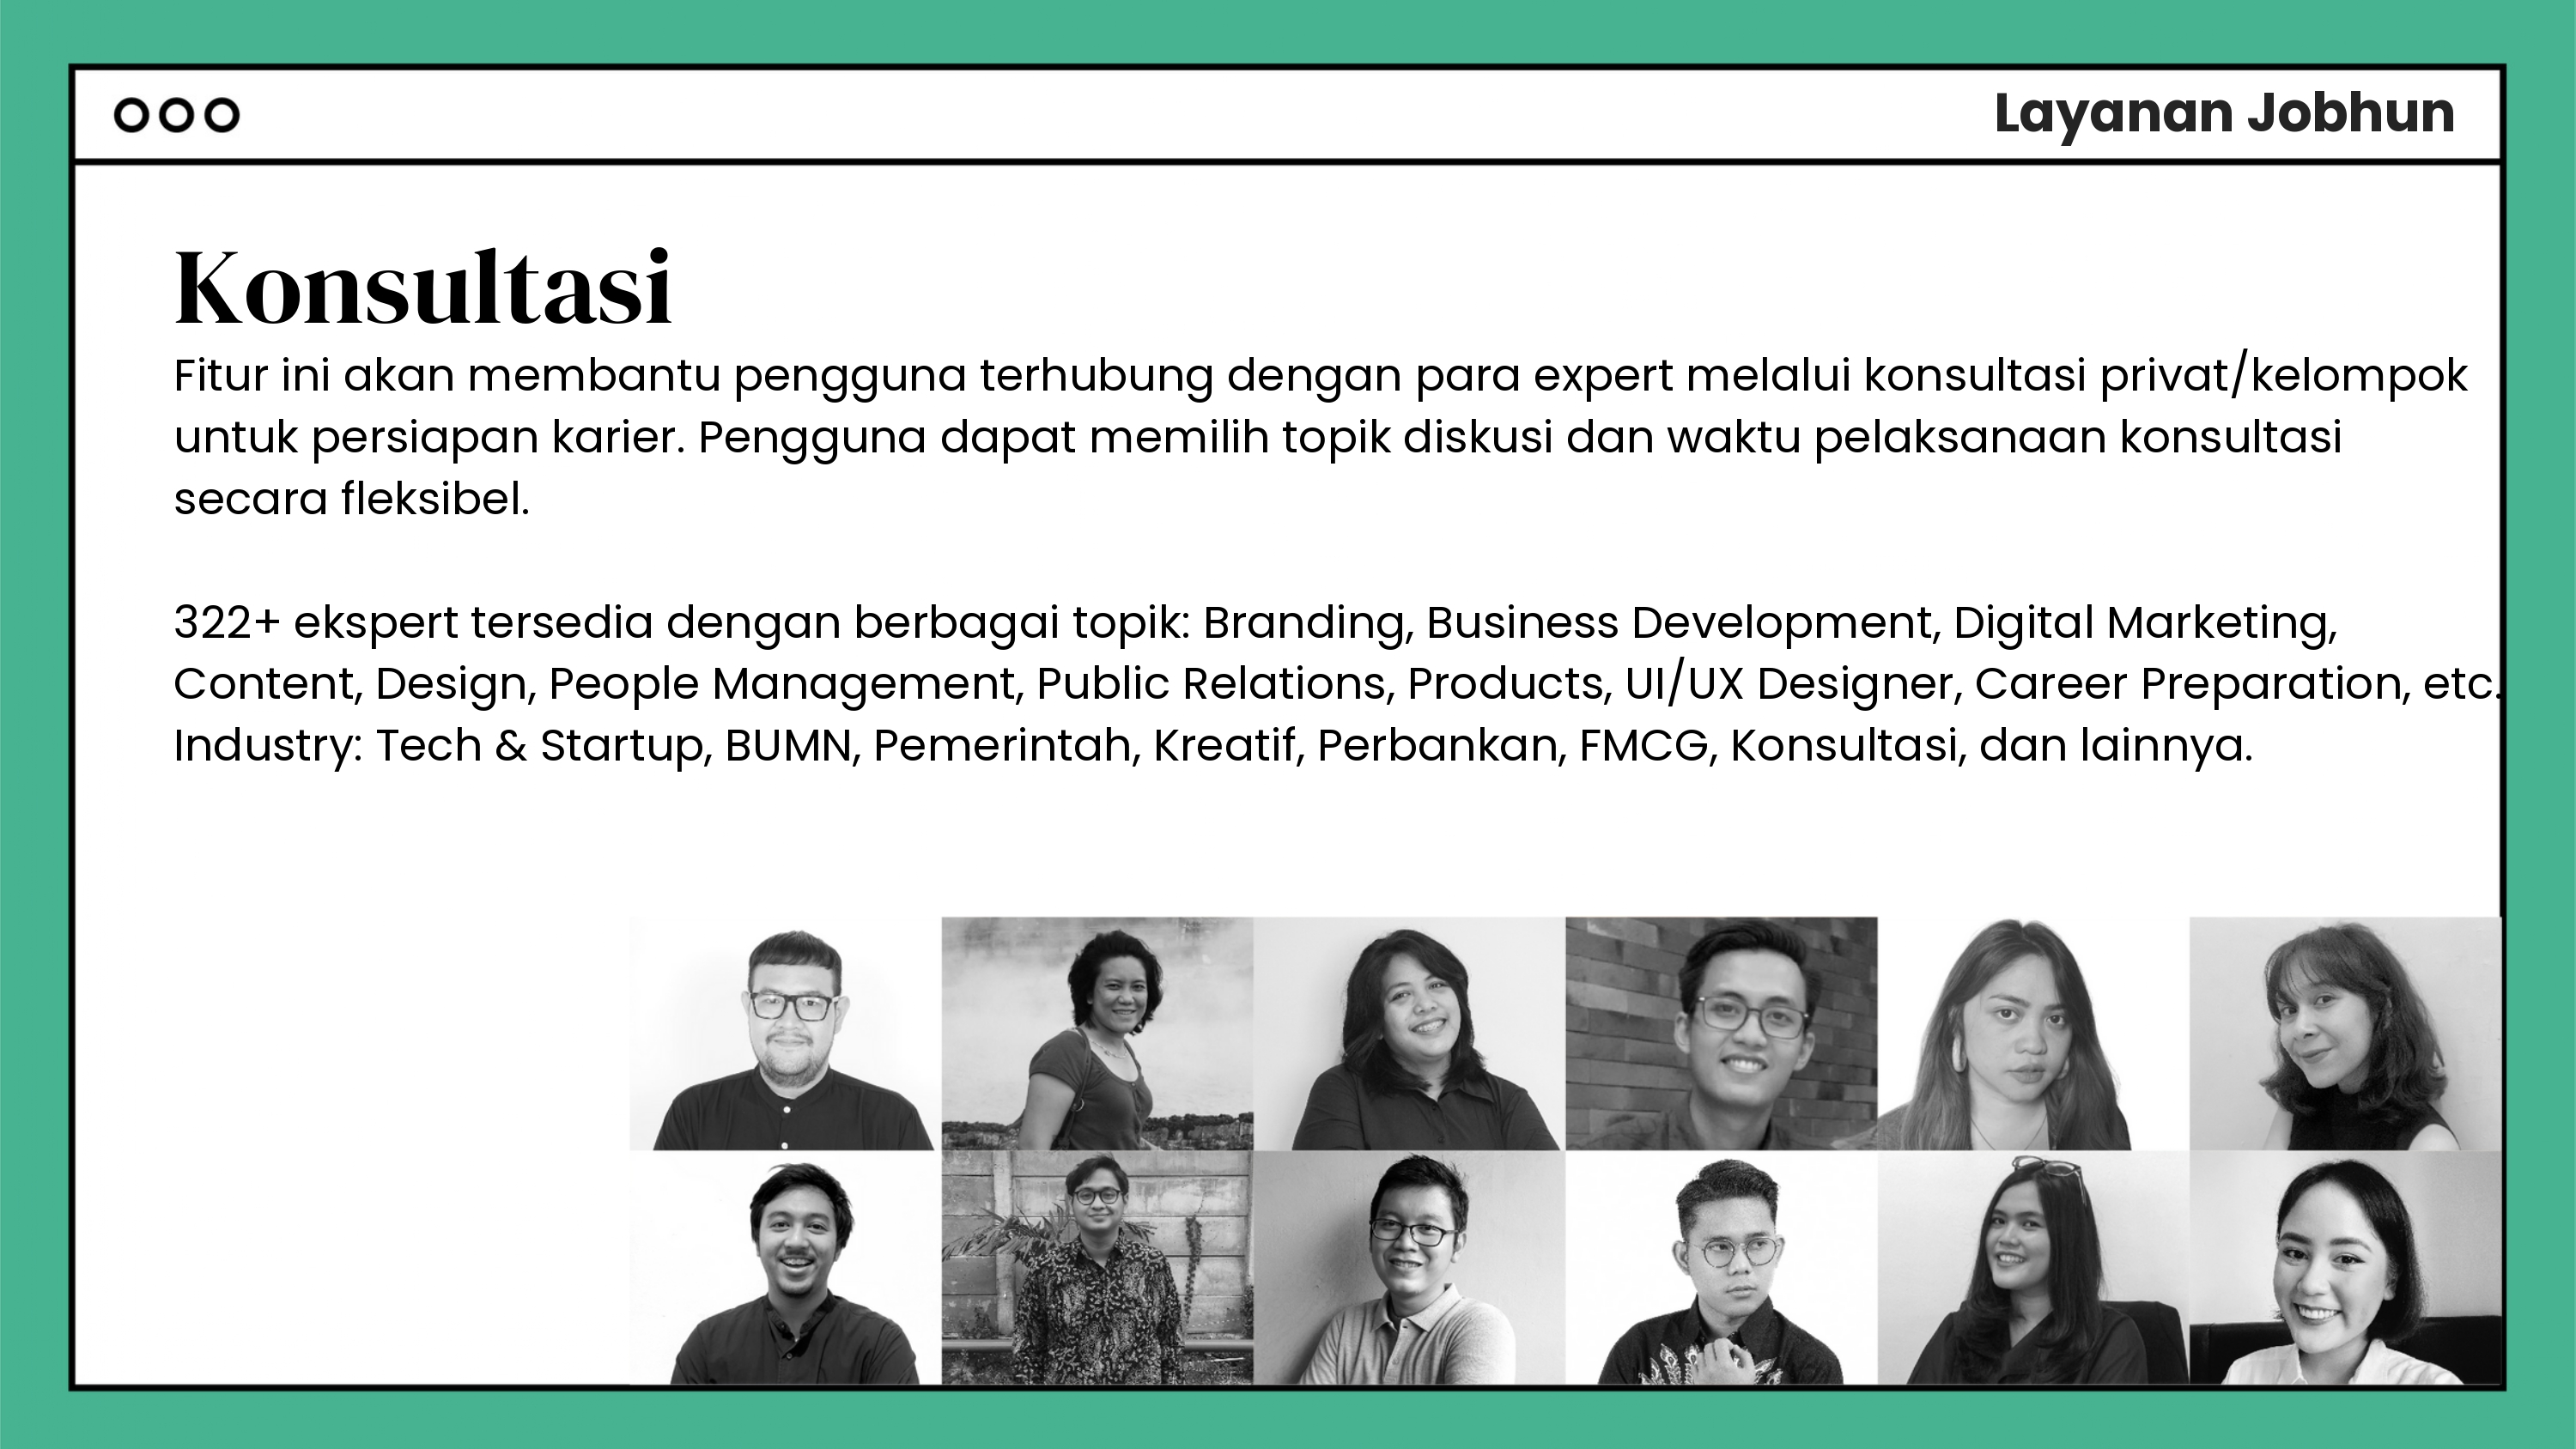 Layanan Jobhun
Konsultasi
Fitur ini akan membantu pengguna terhubung dengan para expert melalui konsultasi privat/kelompok
untuk persiapan karier. Pengguna dapat memilih topik diskusi dan waktu pelaksanaan konsultasi
secara fleksibel.
322+ ekspert tersedia dengan berbagai topik: Branding, Business Development, Digital Marketing,
Content, Design, People Management, Public Relations, Products, UI/UX Designer, Career Preparation, etc.
Industry: Tech & Startup, BUMN, Pemerintah, Kreatif, Perbankan, FMCG, Konsultasi, dan lainnya.